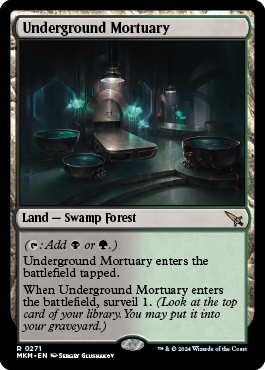 Underground Mortuary
Land — Swamp Forest
(: Add or .)
Underground Mortuary enters the
battlefield tapped.
When Underground Mortuary enters
the battlefield, surveil 1. (Look at the top
card of your library. You may put it into
your graveyard.)
R 0271
MKM • EN Sergey Glushakov
™ & © 2024 Wizards of the Coast